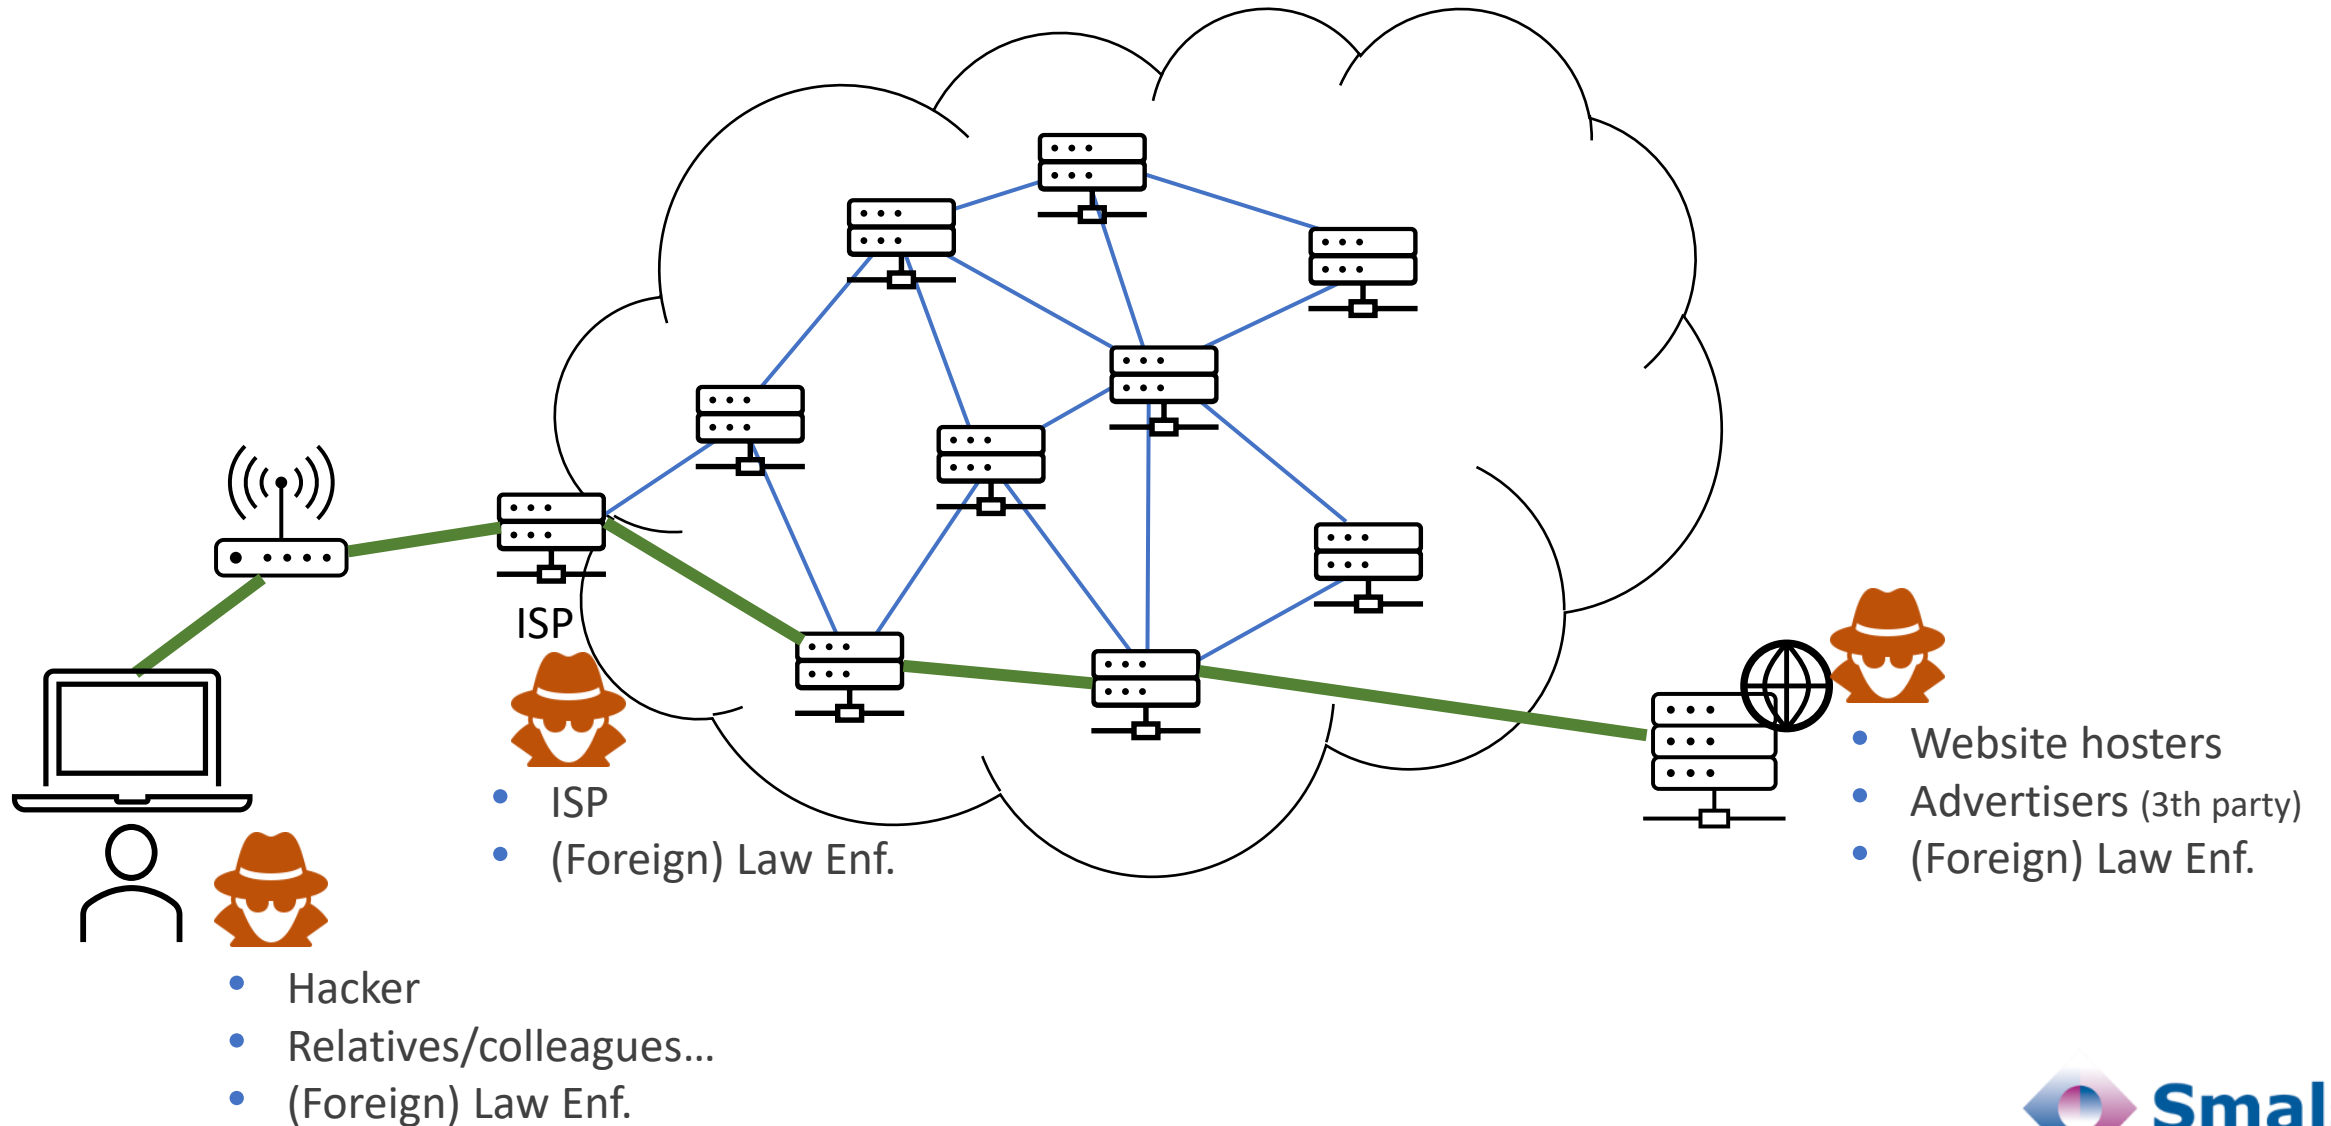 ISP
• ISP
• (Foreign) Law Enf.
• Website hosters
• Advertisers (3th party)
• (Foreign) Law Enf.
• Hacker
• Relatives/colleagues…
• (Foreign) Law Enf.
Smal